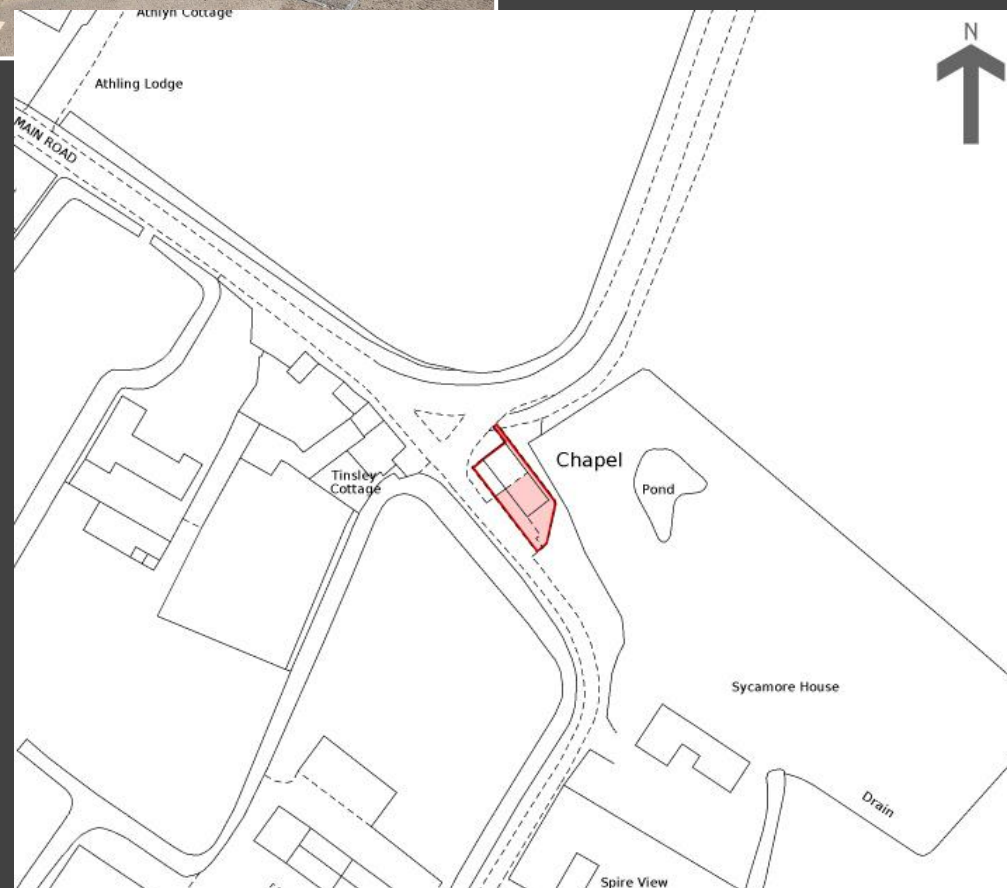 Athlyn Cottage
N
Athling Lodge
MAIN ROAD
Chapel
Tinsley
Cottage
Pond
Sycamore House
Drain
Spire View